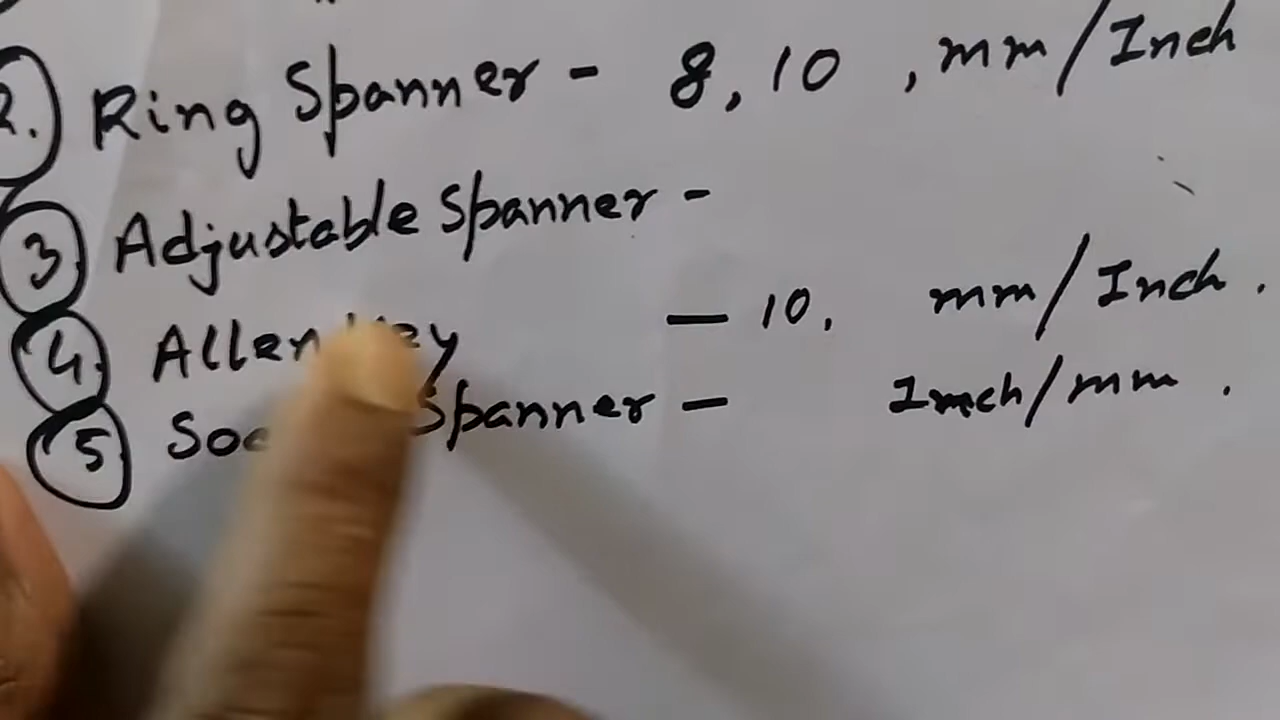 2. Ring Spanner - 8, 10 , mm/Inch
3 Adjustable Spanner -
4. Allen Key - 10. mm/Inch.
5 Spanner - Inch/mm.